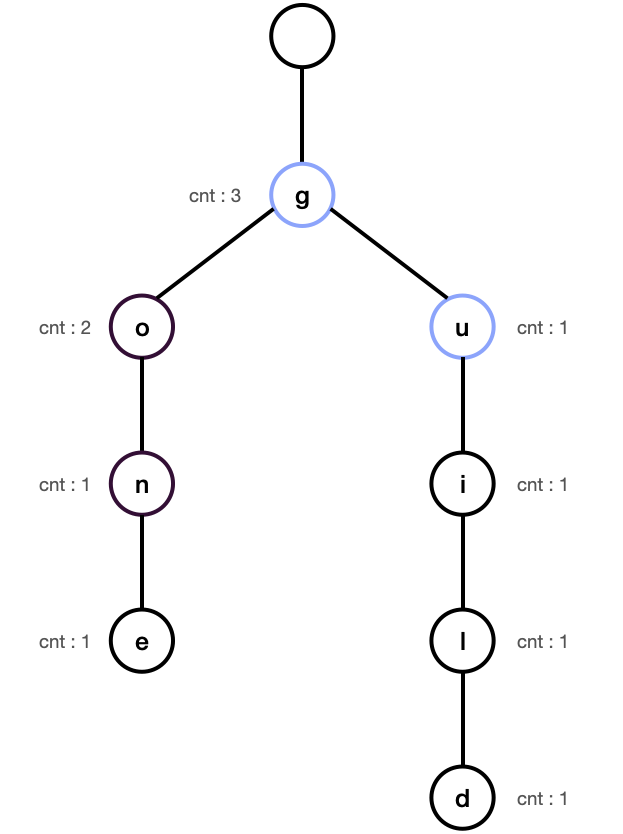 cnt : 3 g
cnt : 2 o u cnt : 1
cnt : 1 n i cnt : 1
cnt : 1 e l cnt : 1
d cnt : 1